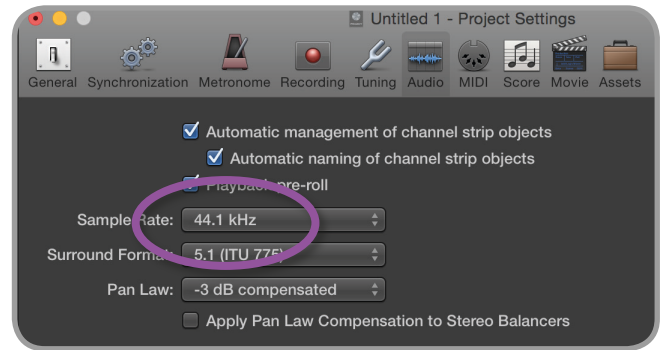 Untitled 1 - Project Settings
General Synchronization Metronome Recording Tuning Audio MIDI Score Movie Assets
Automatic management of channel strip objects
Automatic naming of channel strip objects
Playback pre-roll
Sample Rate: 44.1 kHz
Surround Format: 5.1 (ITU 775)
Pan Law: -3 dB compensated
Apply Pan Law Compensation to Stereo Balancers